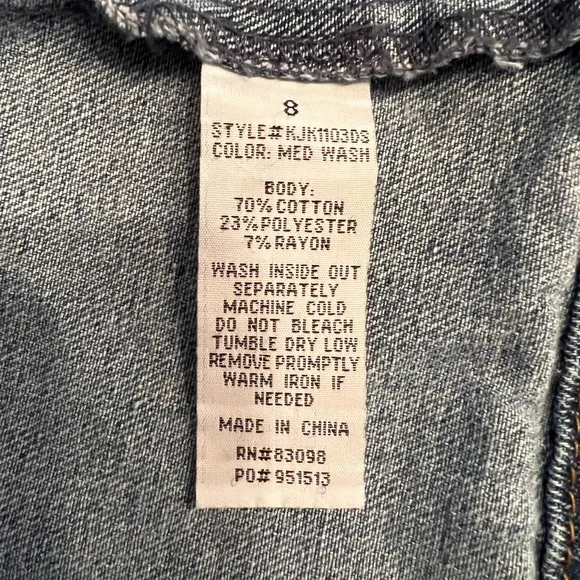 8
STYLE#KJK1103DS
COLOR: MED WASH
BODY:
70%COTTON
23%POLYESTER
7%RAYON
WASH INSIDE OUT
SEPARATELY
MACHINE COLD
DO NOT BLEACH
TUMBLE DRY LOW
REMOVE PROMPTLY
WARM IRON IF
NEEDED
MADE IN CHINA
RN#83098
PO#951513